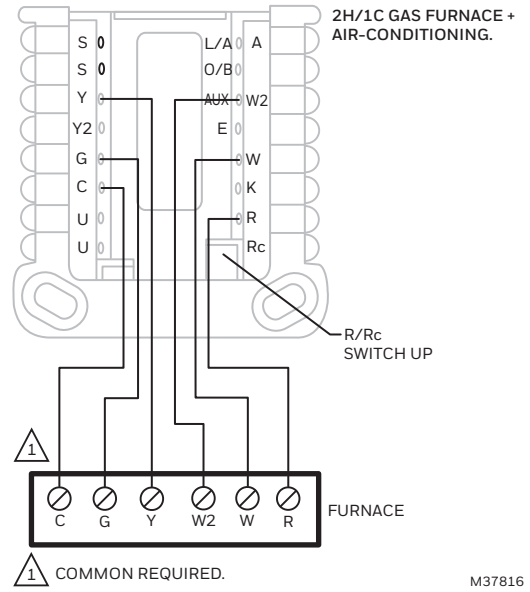 2H/1C GAS FURNACE +
AIR-CONDITIONING.
S L/A A
S O/B
Y AUX W2
Y2 E
G W
C K
U R
U Rc
R/Rc
SWITCH UP
1
C G Y W2 W R
FURNACE
1 COMMON REQUIRED.
M37816